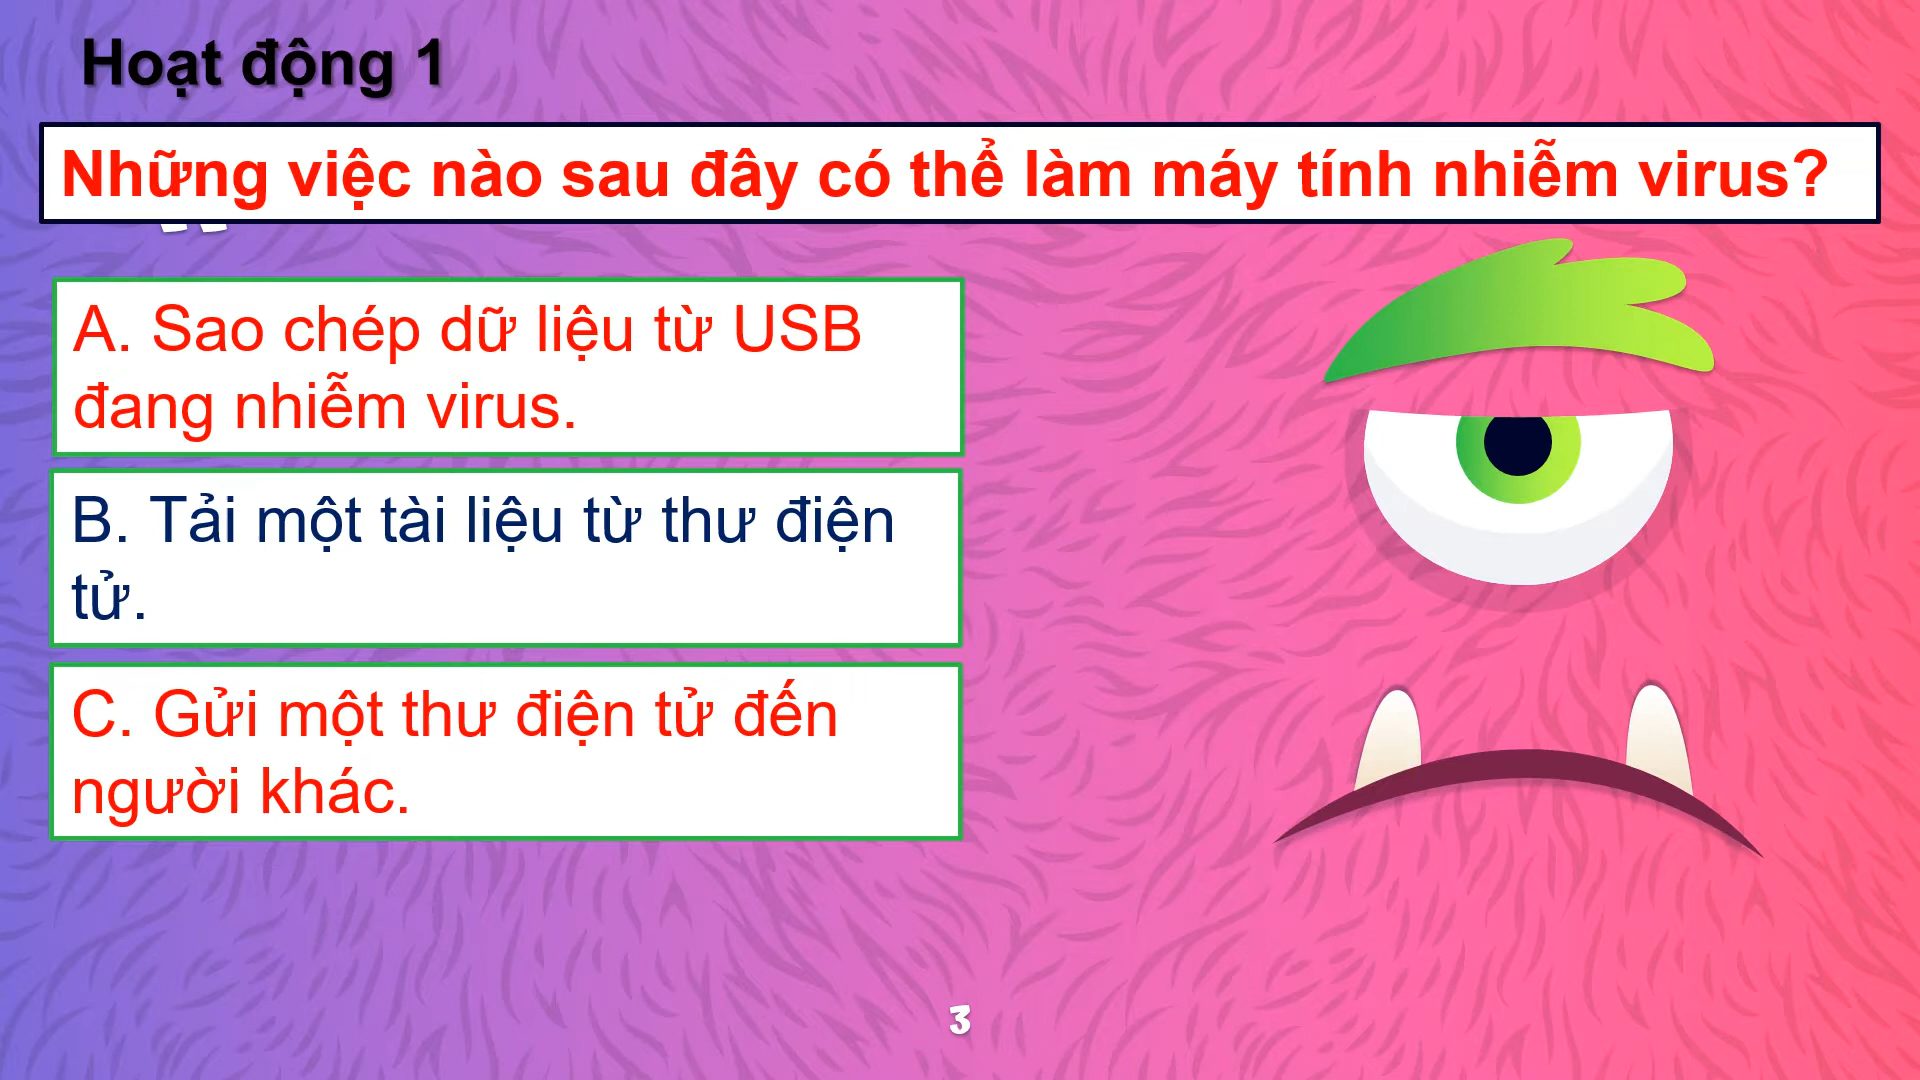 Hoạt động 1
Những việc nào sau đây có thể làm máy tính nhiễm virus?
A. Sao chép dữ liệu từ USB
đang nhiễm virus.
B. Tải một tài liệu từ thư điện
tử.
C. Gửi một thư điện tử đến
người khác.
3